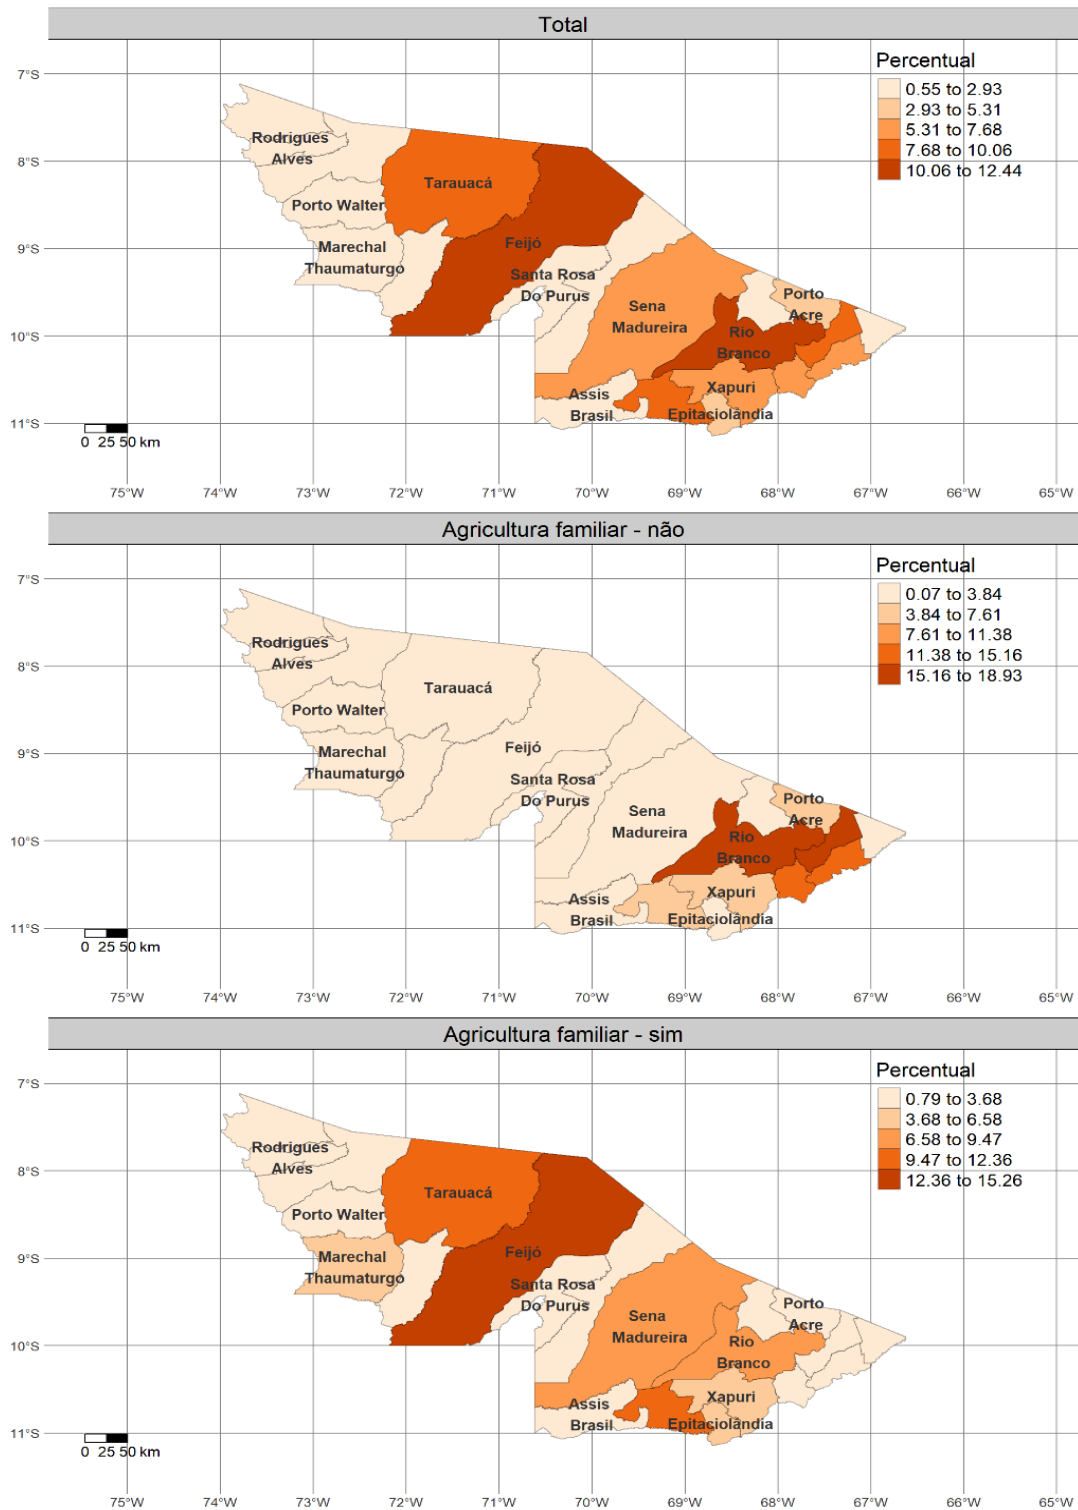 Total
Percentual
0.55 to 2.93
2.93 to 5.31
5.31 to 7.68
7.68 to 10.06
10.06 to 12.44
7°S
8°S
9°S
10°S
11°S
Rodrigues
Alves
Tarauacá
Porto Walter
Marechal
Thaumaturgo
Feijó
Santa Rosa
Do Purus
Sena
Madureira
Porto
Acre
Rio
Branco
Xapuri
Assis
Brasil
Epitaciolândia
0 25 50 km
75°W 74°W 73°W 72°W 71°W 70°W 69°W 68°W 67°W 66°W 65°W
Agricultura familiar - não
Percentual
0.07 to 3.84
3.84 to 7.61
7.61 to 11.38
11.38 to 15.16
15.16 to 18.93
7°S
8°S
9°S
10°S
11°S
Rodrigues
Alves
Tarauacá
Porto Walter
Marechal
Thaumaturgo
Feijó
Santa Rosa
Do Purus
Sena
Madureira
Porto
Acre
Rio
Branco
Xapuri
Assis
Brasil
Epitaciolândia
0 25 50 km
75°W 74°W 73°W 72°W 71°W 70°W 69°W 68°W 67°W 66°W 65°W
Agricultura familiar - sim
Percentual
0.79 to 3.68
3.68 to 6.58
6.58 to 9.47
9.47 to 12.36
12.36 to 15.26
7°S
8°S
9°S
10°S
11°S
Rodrigues
Alves
Tarauacá
Porto Walter
Marechal
Thaumaturgo
Feijó
Santa Rosa
Do Purus
Sena
Madureira
Porto
Acre
Rio
Branco
Xapuri
Assis
Brasil
Epitaciolândia
0 25 50 km
75°W 74°W 73°W 72°W 71°W 70°W 69°W 68°W 67°W 66°W 65°W